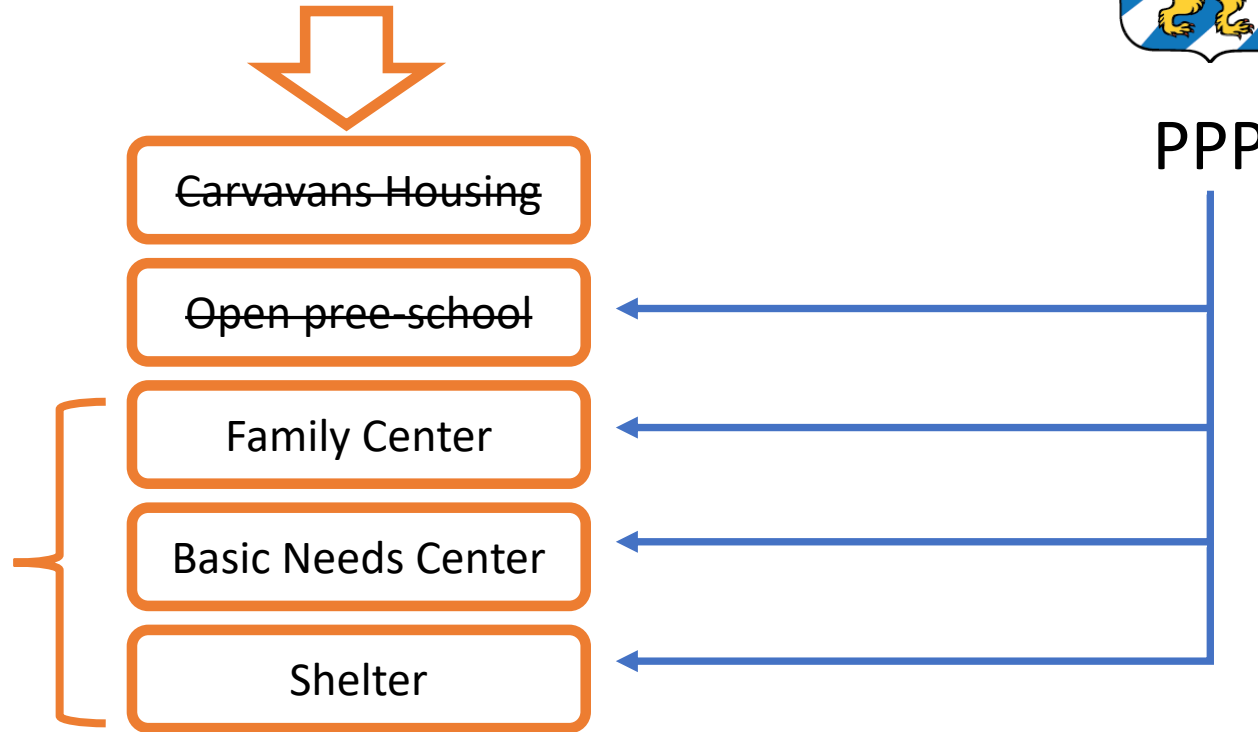 PPP
Carvavans Housing
Open pree-school
Family Center
Basic Needs Center
Shelter